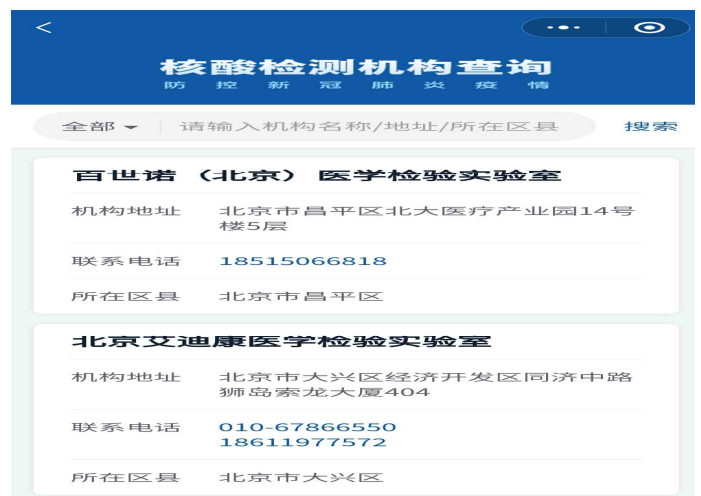 核酸检测机构查询
防控新冠肺炎疫情
全部 请输入机构名称/地址/所在区县 搜索
百世诺（北京）医学检验实验室
机构地址 北京市昌平区北大医疗产业园14号
楼5层
联系电话 18515066818
所在区县 北京市昌平区
北京艾迪康医学检验实验室
机构地址 北京市大兴区经济开发区同济中路
狮岛索龙大厦404
联系电话 010-67866550
18611977572
所在区县 北京市大兴区